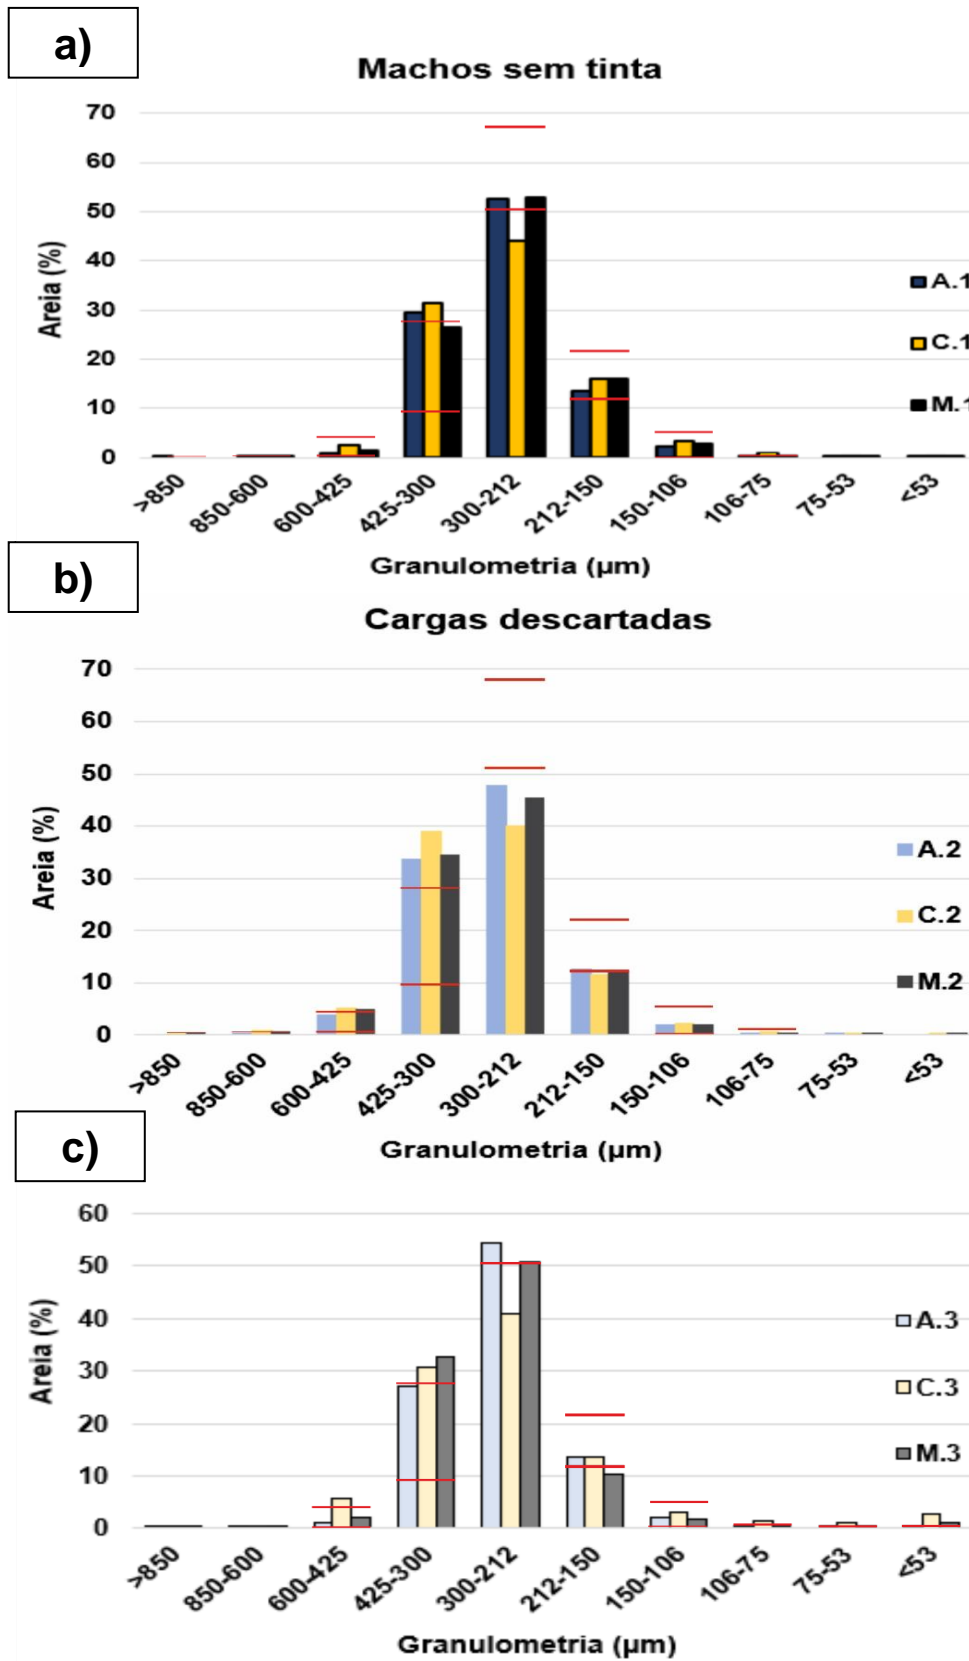 a)
Machos sem tinta
70
60
50
40
30
20
10
0
Areia (%)
A.1
C.1
M.1
>850
850-600
600-425
425-300
300-212
212-150
150-106
106-75
75-53
<53
Granulometria (µm)
b)
Cargas descartadas
70
60
50
40
30
20
10
0
Areia (%)
A.2
C.2
M.2
>850
850-600
600-425
425-300
300-212
212-150
150-106
106-75
75-53
<53
Granulometria (µm)
c)
60
50
40
30
20
10
0
Areia (%)
A.3
C.3
M.3
>850
850-600
600-425
425-300
300-212
212-150
150-106
106-75
75-53
<53
Granulometria (µm)